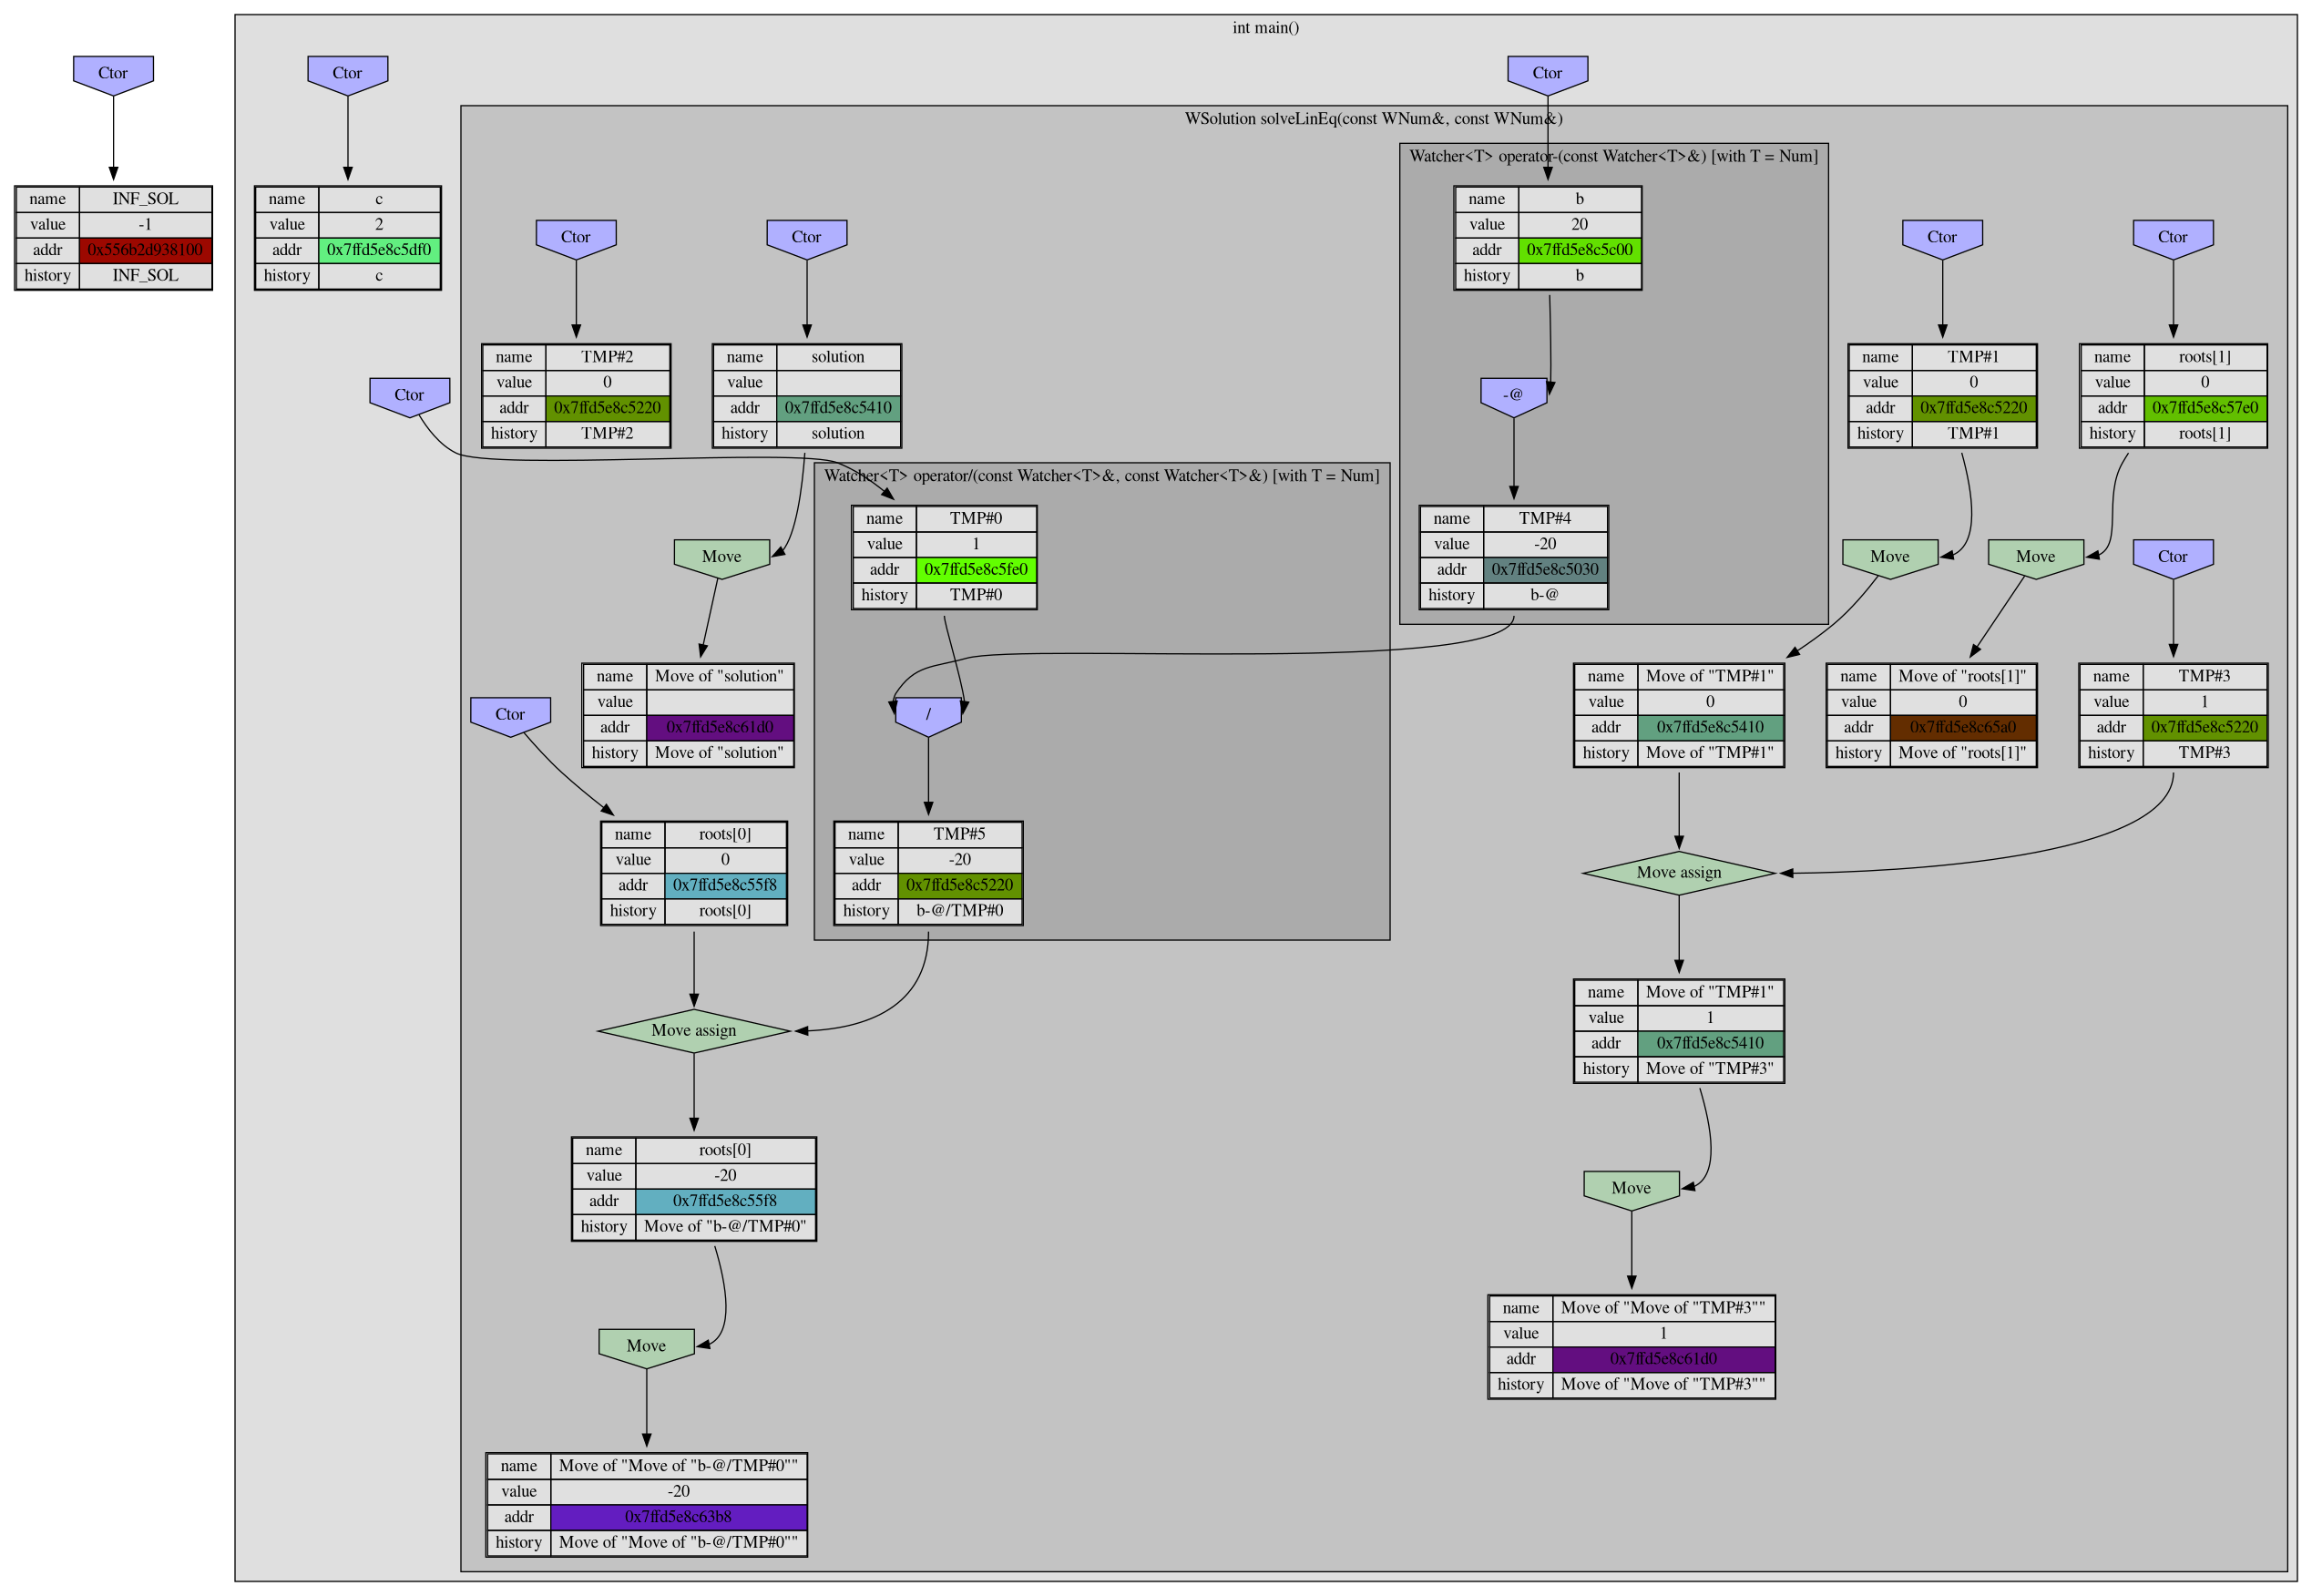 int main()
Ctor
Ctor
Ctor
WSolution solveLinEq(const WNum&, const WNum&)
Watcher<T> operator-(const Watcher<T>&) [with T = Num]
name INF_SOL
value -1
addr 0x556b2d938100
history INF_SOL
name c
value 2
addr 0x7ffd5e8c5df0
history c
name b
value 20
addr 0x7ffd5e8c5c00
history b
Ctor
Ctor
Ctor
Ctor
name TMP#2
value 0
addr 0x7ffd5e8c5220
history TMP#2
name solution
value
addr 0x7ffd5e8c5410
history solution
name TMP#1
value 0
addr 0x7ffd5e8c5220
history TMP#1
name roots[1]
value 0
addr 0x7ffd5e8c57e0
history roots[1]
Ctor
-@
Watcher<T> operator/(const Watcher<T>&, const Watcher<T>&) [with T = Num]
name TMP#0
value 1
addr 0x7ffd5e8c5fe0
history TMP#0
name TMP#4
value -20
addr 0x7ffd5e8c5030
history b-@
Move
Move
Move
Ctor
name Move of "solution"
value
addr 0x7ffd5e8c61d0
history Move of "solution"
name Move of "TMP#1"
value 0
addr 0x7ffd5e8c5410
history Move of "TMP#1"
name Move of "roots[1]"
value 0
addr 0x7ffd5e8c65a0
history Move of "roots[1]"
name TMP#3
value 1
addr 0x7ffd5e8c5220
history TMP#3
Ctor
/
name roots[0]
value 0
addr 0x7ffd5e8c55f8
history roots[0]
name TMP#5
value -20
addr 0x7ffd5e8c5220
history b-@/TMP#0
Move assign
Move assign
name Move of "TMP#1"
value 1
addr 0x7ffd5e8c5410
history Move of "TMP#3"
name roots[0]
value -20
addr 0x7ffd5e8c55f8
history Move of "b-@/TMP#0"
Move
Move
name Move of "Move of "TMP#3""
value 1
addr 0x7ffd5e8c61d0
history Move of "Move of "TMP#3""
name Move of "Move of "b-@/TMP#0""
value -20
addr 0x7ffd5e8c63b8
history Move of "Move of "b-@/TMP#0""